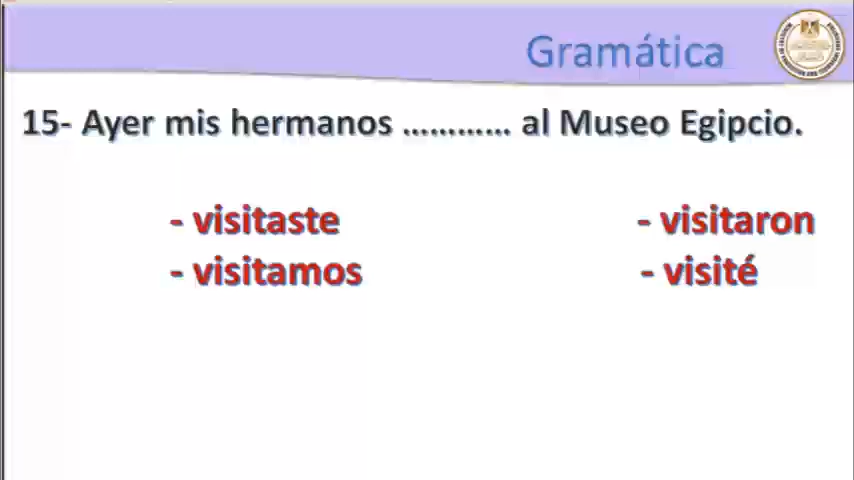 Gramática
15- Ayer mis hermanos ………… al Museo Egipcio.
- visitaste - visitaron
- visitamos - visité